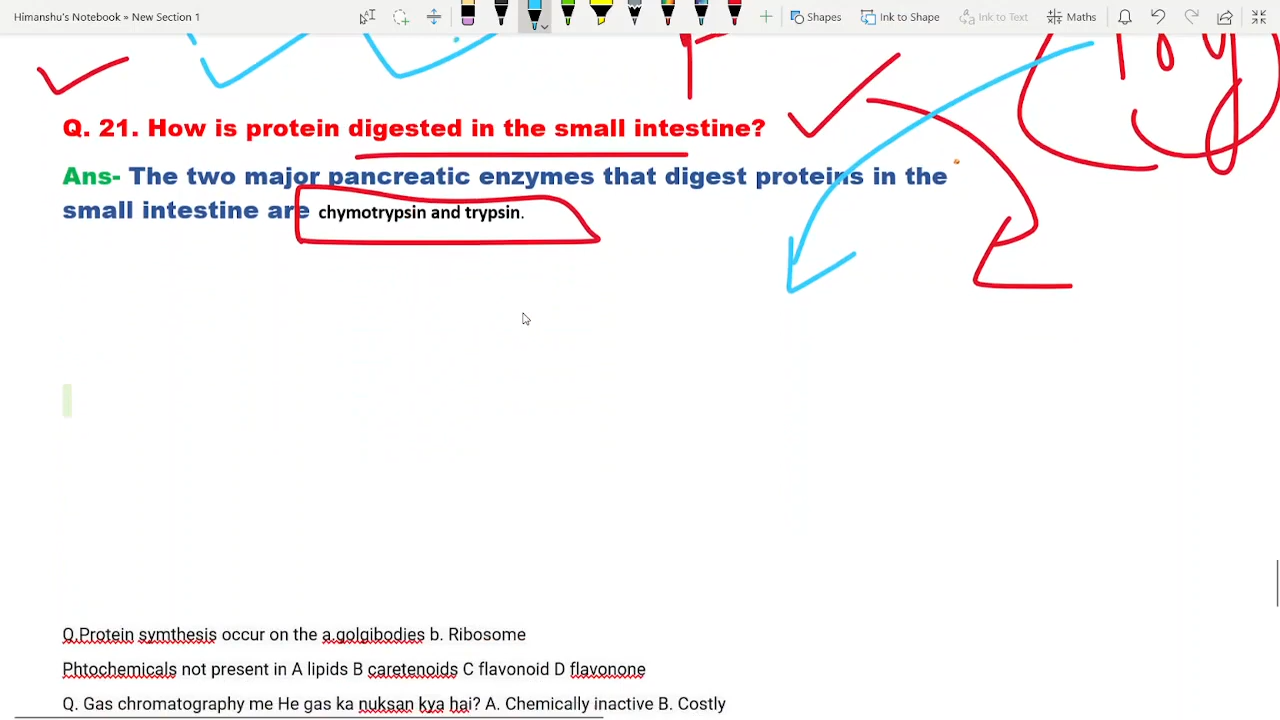 Himanshu's Notebook » New Section 1
Shapes
Ink to Shape
Ink to Text
Maths
Q. 21. How is protein digested in the small intestine?
Ans- The two major pancreatic enzymes that digest proteins in the
small intestine are chymotrypsin and trypsin.
Q.Protein symthesis occur on the a.golgibodies b. Ribosome
Phtochemicals not present in A lipids B caretenoids C flavonoid D flavonone
Q. Gas chromatography me He gas ka nuksan kya hai? A. Chemically inactive B. Costly